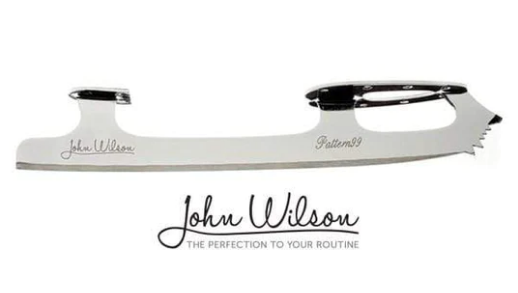 John Wilson
Pattern99
John Wilson
THE PERFECTION TO YOUR ROUTINE